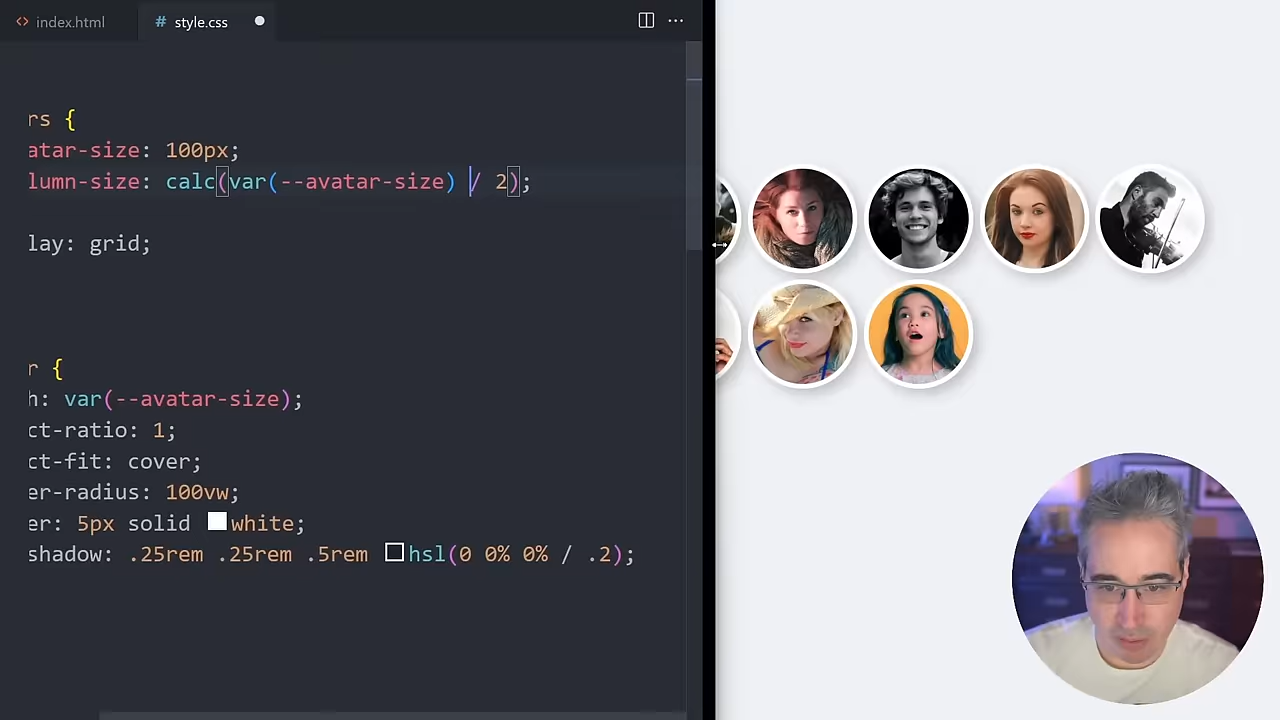 <> index.html # style.css
rs {
atar-size: 100px;
lumn-size: calc(var(--avatar-size) / 2);
lay: grid;
r {
h: var(--avatar-size);
ct-ratio: 1;
ct-fit: cover;
er-radius: 100vw;
er: 5px solid white;
shadow: .25rem .25rem .5rem hsl(0 0% 0% / .2);